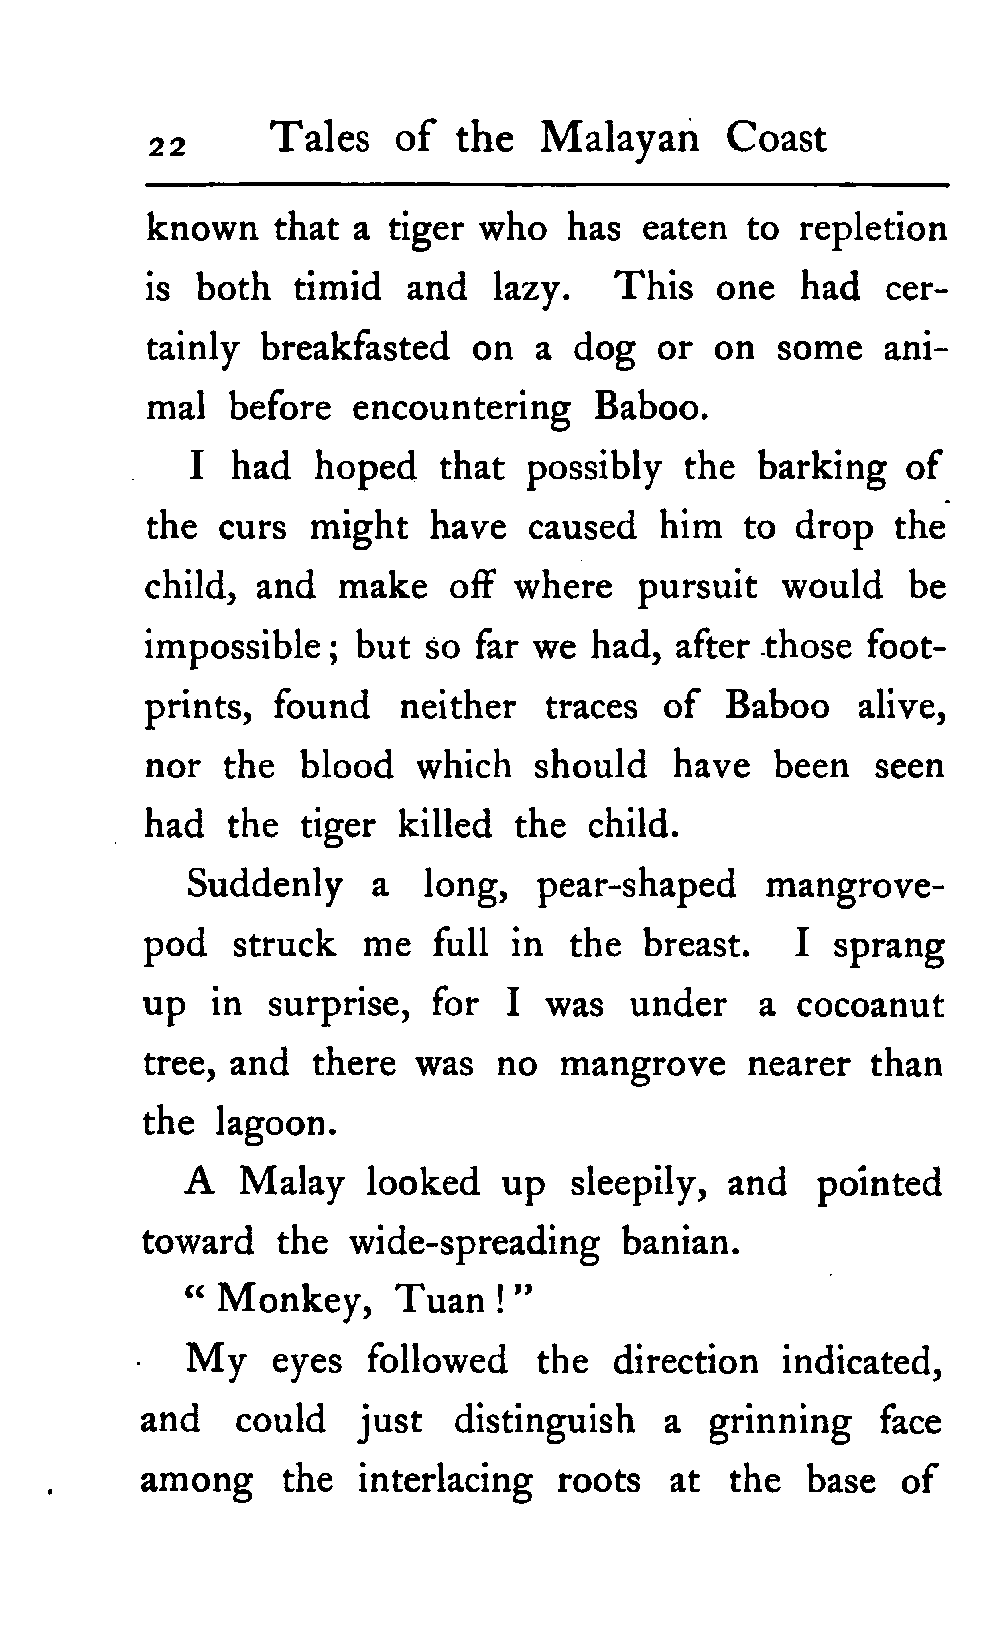 22 Tales of the Malayan Coast
known that a tiger who has eaten to repletion
is both timid and lazy. This one had cer-
tainly breakfasted on a dog or on some ani-
mal before encountering Baboo.
I had hoped that possibly the barking of
the curs might have caused him to drop the
child, and make off where pursuit would be
impossible; but so far we had, after those foot-
prints, found neither traces of Baboo alive,
nor the blood which should have been seen
had the tiger killed the child.
Suddenly a long, pear-shaped mangrove-
pod struck me full in the breast. I sprang
up in surprise, for I was under a cocoanut
tree, and there was no mangrove nearer than
the lagoon.
A Malay looked up sleepily, and pointed
toward the wide-spreading banian.
“ Monkey, Tuan ! ”
My eyes followed the direction indicated,
and could just distinguish a grinning face
among the interlacing roots at the base of